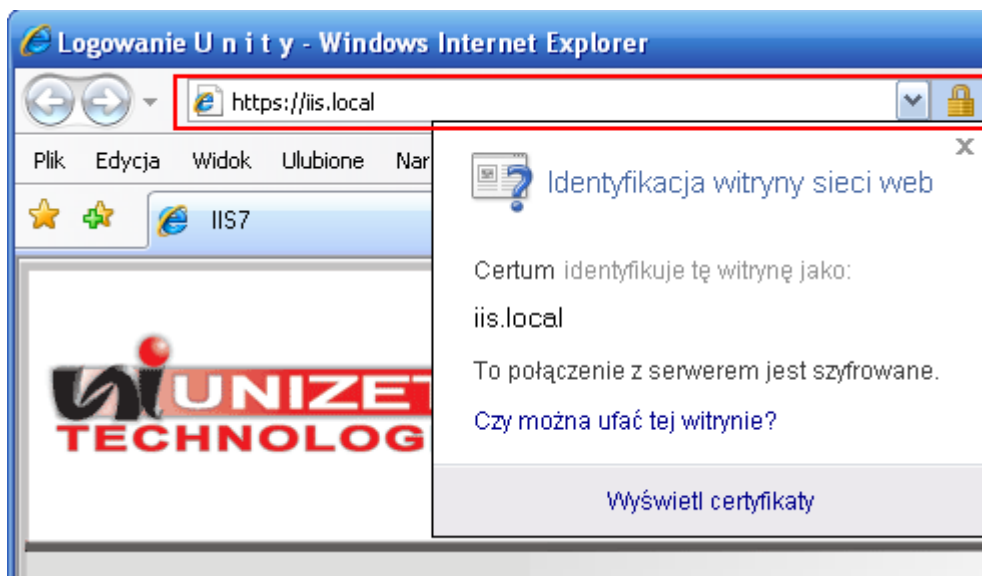 Logowanie U n i t y - Windows Internet Explorer
https://iis.local
Plik Edycja Widok Ulubione Nar
IIS7
Identyfikacja witryny sieci web
Certum identyfikuje tę witrynę jako:
iis.local
To połączenie z serwerem jest szyfrowane.
Czy można ufać tej witrynie?
Wyświetl certyfikaty
UNIZET
TECHNOLOG